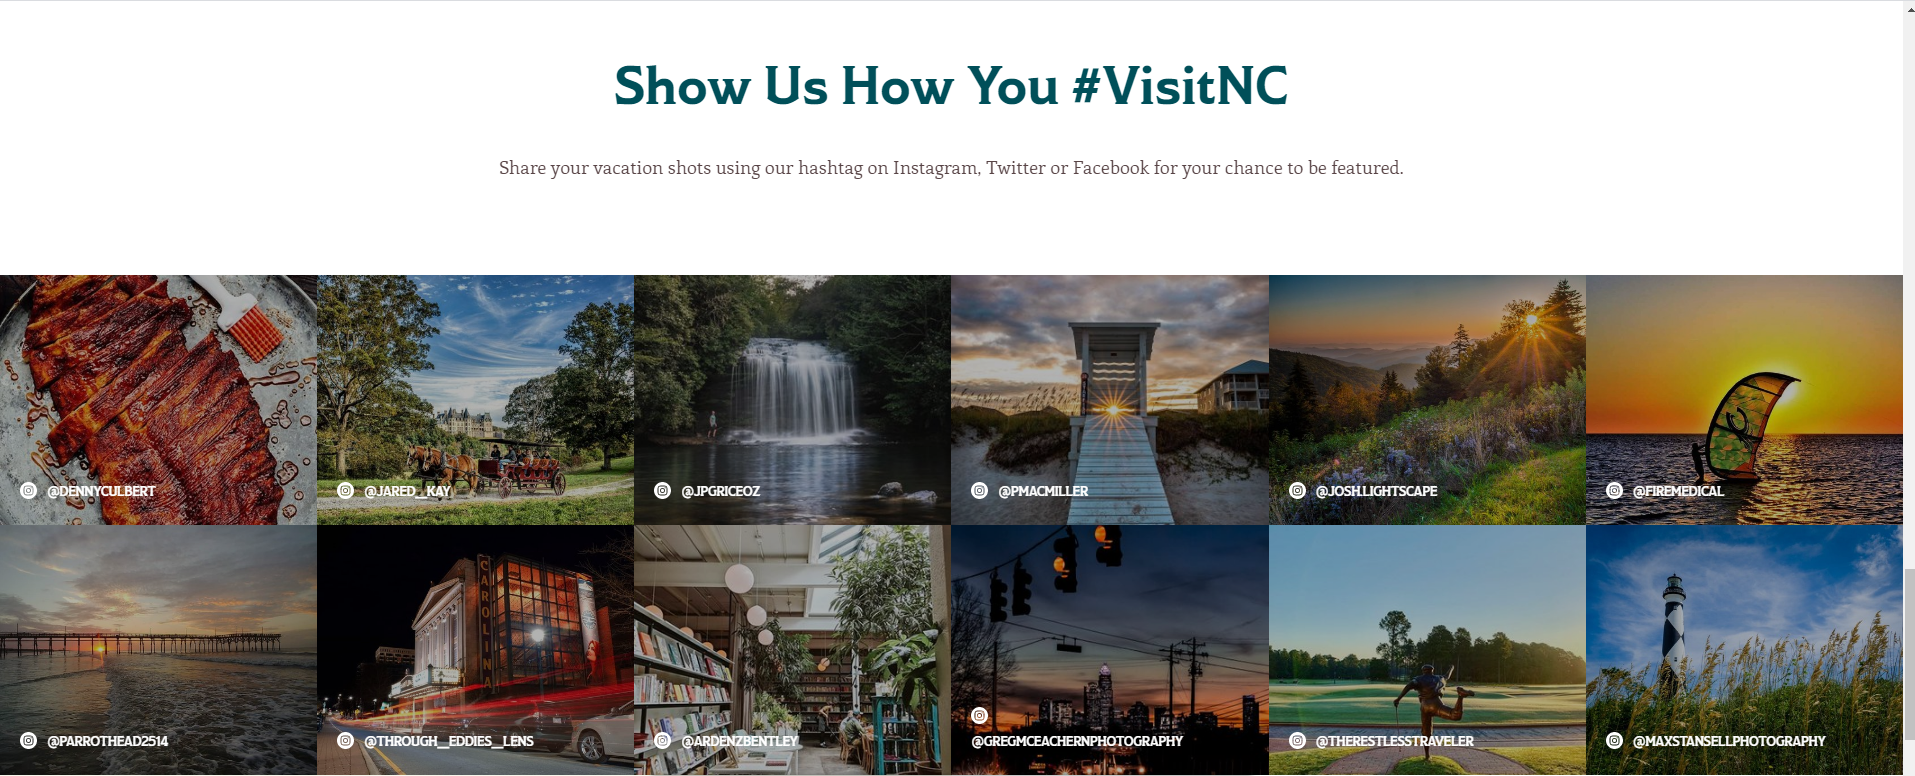 Show Us How You #VisitNC
Share your vacation shots using our hashtag on Instagram, Twitter or Facebook for your chance to be featured.
@DENNYCULBERT
@JARED_KAY
@JPGRICEOZ
@PMACMILLER
@JOSH.LIGHTSCAPE
@FIREMEDICAL
CAROLINA
@PARROTHEAD2514
@THROUGH_EDDIES_LENS
@ARDENZBENTLEY
@GREGMCEACHERNPHOTOGRAPHY
@THERESTLESSTRAVELER
@MAXSTANSELLPHOTOGRAPHY